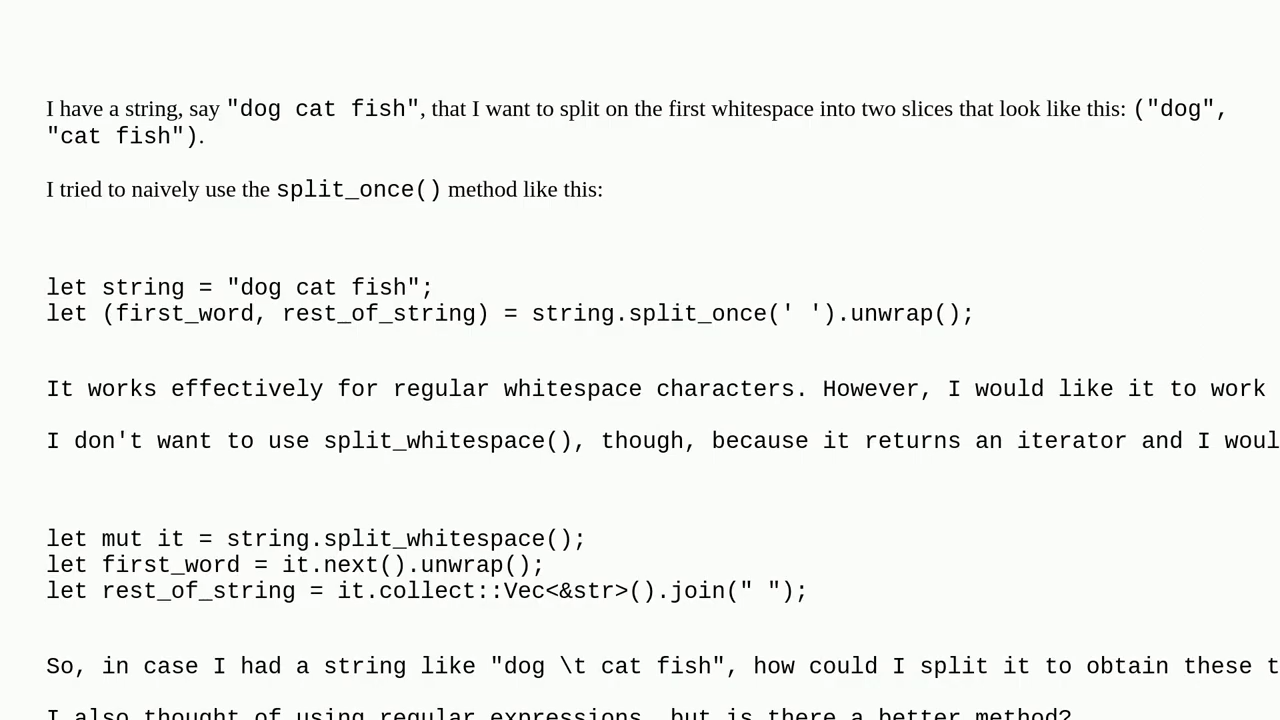 I have a string, say "dog cat fish", that I want to split on the first whitespace into two slices that look like this: ("dog",
"cat fish").
I tried to naively use the split_once() method like this:
let string = "dog cat fish";
let (first_word, rest_of_string) = string.split_once(' ').unwrap();
It works effectively for regular whitespace characters. However, I would like it to work
I don't want to use split_whitespace(), though, because it returns an iterator and I
let mut it = string.split_whitespace();
let first_word = it.next().unwrap();
let rest_of_string = it.collect::Vec<&str>().join(" ");
So, in case I had a string like "dog \t cat fish", how could I split it to obtain these
I also thought of using regular expressions, but is there a better method?